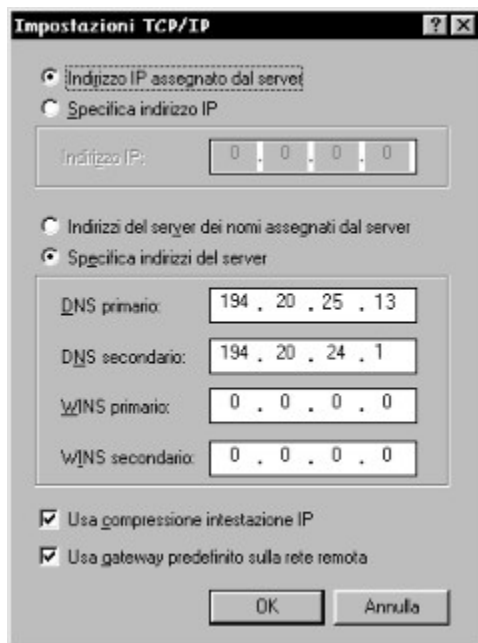 Impostazioni TCP/IP
Indirizzo IP assegnato dal server
Specifica indirizzo IP
Indirizzo IP: 0 . 0 . 0 . 0
Indirizzi del server dei nomi assegnati dal server
Specifica indirizzi del server
DNS primario: 194 . 20 . 25 . 13
DNS secondario: 194 . 20 . 24 . 1
WINS primario: 0 . 0 . 0 . 0
WINS secondario: 0 . 0 . 0 . 0
Usa compressione intestazione IP
Usa gateway predefinito sulla rete remota
OK Annulla